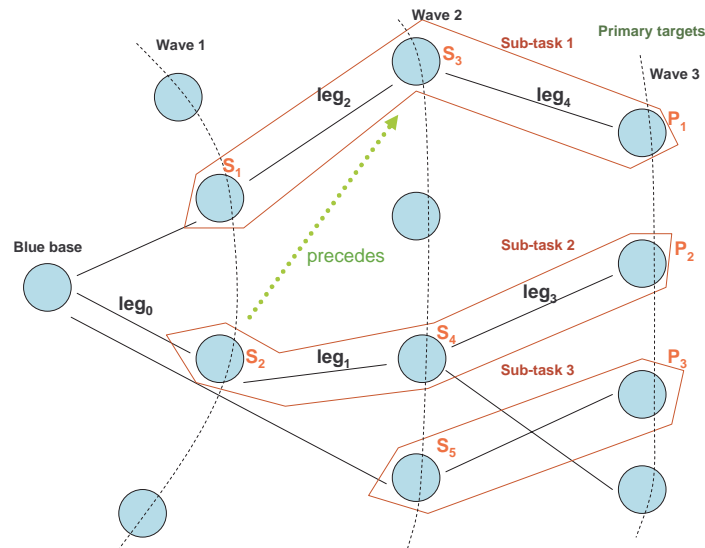 Wave 2
Primary targets
Wave 1
Sub-task 1
S3
Wave 3
leg2
leg4
P1
S1
Blue base
precedes
Sub-task 2
P2
leg0
leg3
S2
leg1
S4
Sub-task 3
P3
S5